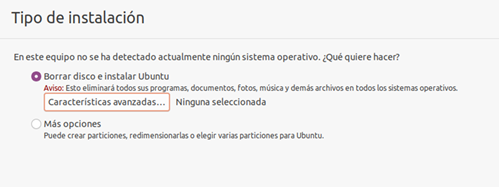 Tipo de instalación
En este equipo no se ha detectado actualmente ningún sistema operativo. ¿Qué quiere hacer?
Borrar disco e instalar Ubuntu
Aviso: Esto eliminará todos sus programas, documentos, fotos, música y demás archivos en todos los sistemas operativos.
Características avanzadas... Ninguna seleccionada
Más opciones
Puede crear particiones, redimensionarlas o elegir varias particiones para Ubuntu.